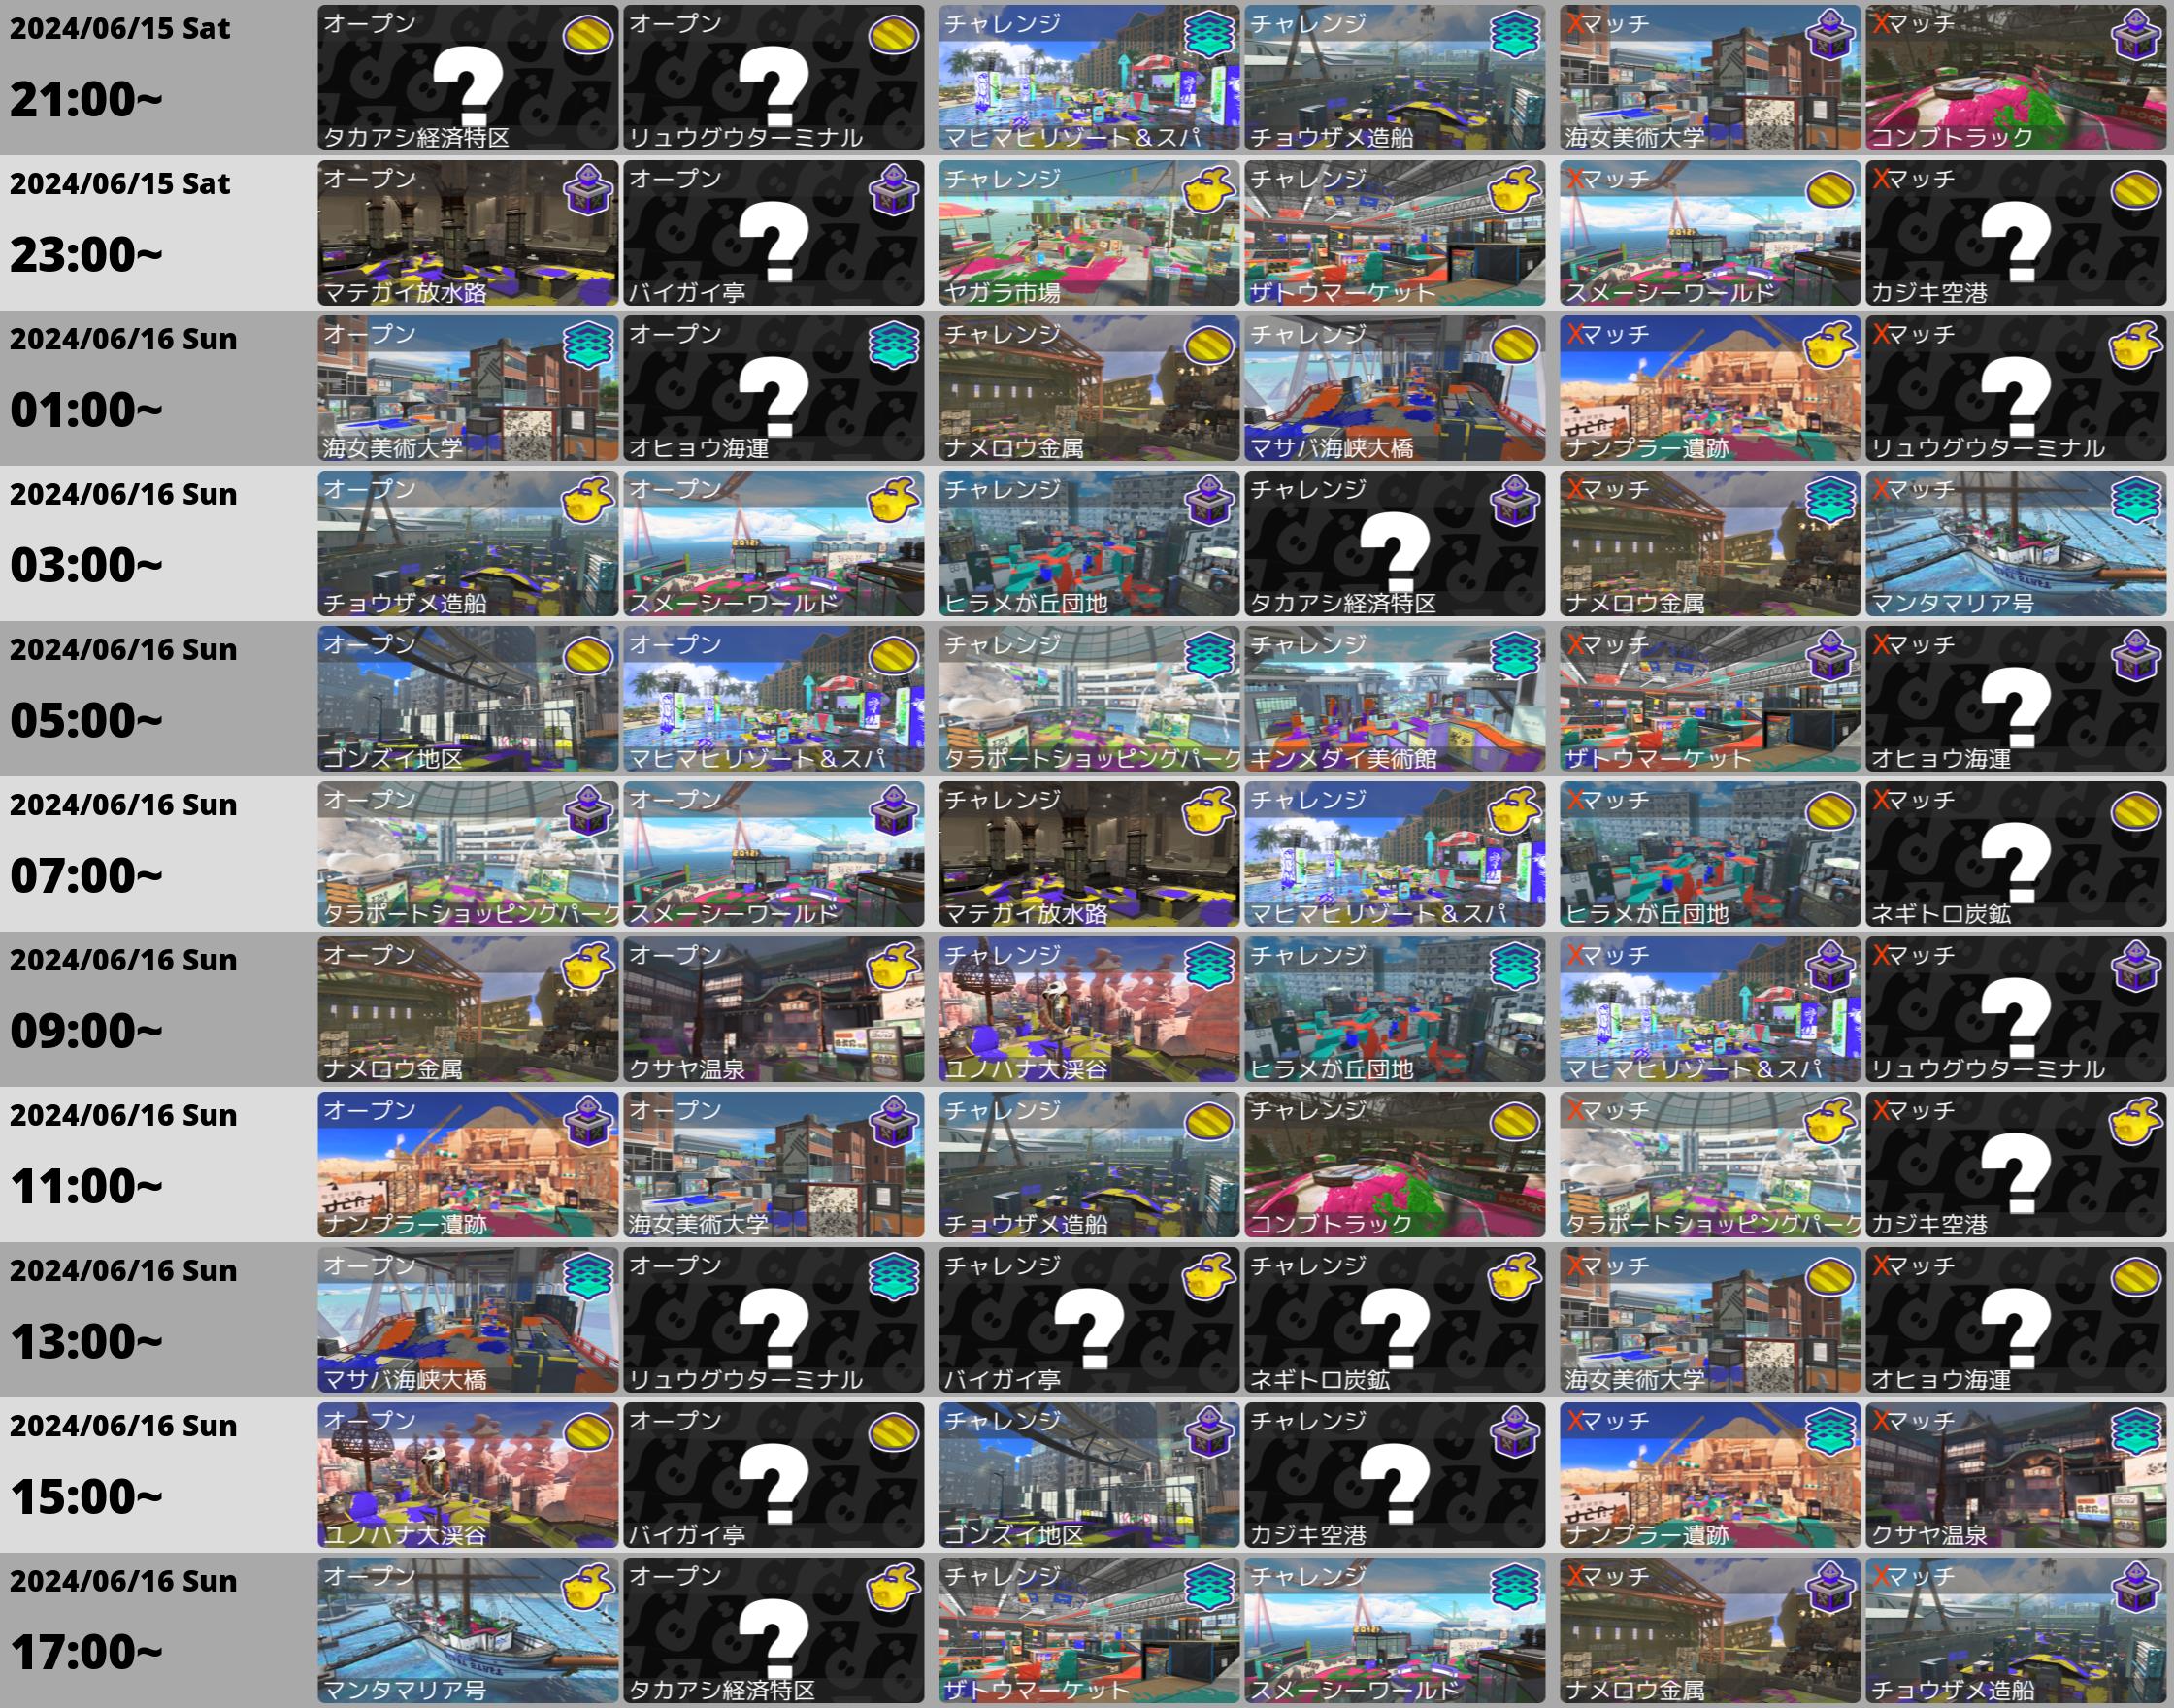 2024/06/15 Sat
21:00~
オープン
タカアシ経済特区
オープン
リュウグウターミナル
チャレンジ
マヒマヒリゾート＆スパ
チャレンジ
チョウザメ造船
Xマッチ
海女美術大学
Xマッチ
コンブトラック
2024/06/15 Sat
23:00~
オープン
マテガイ放水路
オープン
バイガイ亭
チャレンジ
ヤガラ市場
チャレンジ
ザトウマーケット
Xマッチ
スメーシーワールド
Xマッチ
カジキ空港
2024/06/16 Sun
01:00~
オープン
海女美術大学
オープン
オヒョウ海運
チャレンジ
ナメロウ金属
チャレンジ
マサバ海峡大橋
Xマッチ
ナンプラー遺跡
Xマッチ
リュウグウターミナル
2024/06/16 Sun
03:00~
オープン
チョウザメ造船
オープン
スメーシーワールド
チャレンジ
ヒラメが丘団地
チャレンジ
タカアシ経済特区
Xマッチ
ナメロウ金属
Xマッチ
マンタマリア号
2024/06/16 Sun
05:00~
オープン
ゴンズイ地区
オープン
マヒマヒリゾート＆スパ
チャレンジ
タラポートショッピングパーク
チャレンジ
キンメダイ美術館
Xマッチ
ザトウマーケット
Xマッチ
オヒョウ海運
2024/06/16 Sun
07:00~
オープン
タラポートショッピングパーク
オープン
スメーシーワールド
チャレンジ
マテガイ放水路
チャレンジ
マヒマヒリゾート＆スパ
Xマッチ
ヒラメが丘団地
Xマッチ
ネギトロ炭鉱
2024/06/16 Sun
09:00~
オープン
ナメロウ金属
オープン
クサヤ温泉
チャレンジ
ユノハナ大渓谷
チャレンジ
ヒラメが丘団地
Xマッチ
マヒマヒリゾート＆スパ
Xマッチ
リュウグウターミナル
2024/06/16 Sun
11:00~
オープン
ナンプラー遺跡
オープン
海女美術大学
チャレンジ
チョウザメ造船
チャレンジ
コンブトラック
Xマッチ
タラポートショッピングパーク
Xマッチ
カジキ空港
2024/06/16 Sun
13:00~
オープン
マサバ海峡大橋
オープン
リュウグウターミナル
チャレンジ
バイガイ亭
チャレンジ
ネギトロ炭鉱
Xマッチ
海女美術大学
Xマッチ
オヒョウ海運
2024/06/16 Sun
15:00~
オープン
ユノハナ大渓谷
オープン
バイガイ亭
チャレンジ
ゴンズイ地区
チャレンジ
カジキ空港
Xマッチ
ナンプラー遺跡
Xマッチ
クサヤ温泉
2024/06/16 Sun
17:00~
オープン
マンタマリア号
オープン
タカアシ経済特区
チャレンジ
ザトウマーケット
チャレンジ
スメーシーワールド
Xマッチ
ナメロウ金属
Xマッチ
チョウザメ造船